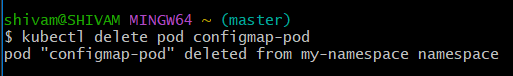 shivam@SHIVAM MINGW64 ~ (master)
$ kubectl delete pod configmap-pod
pod "configmap-pod" deleted from my-namespace namespace